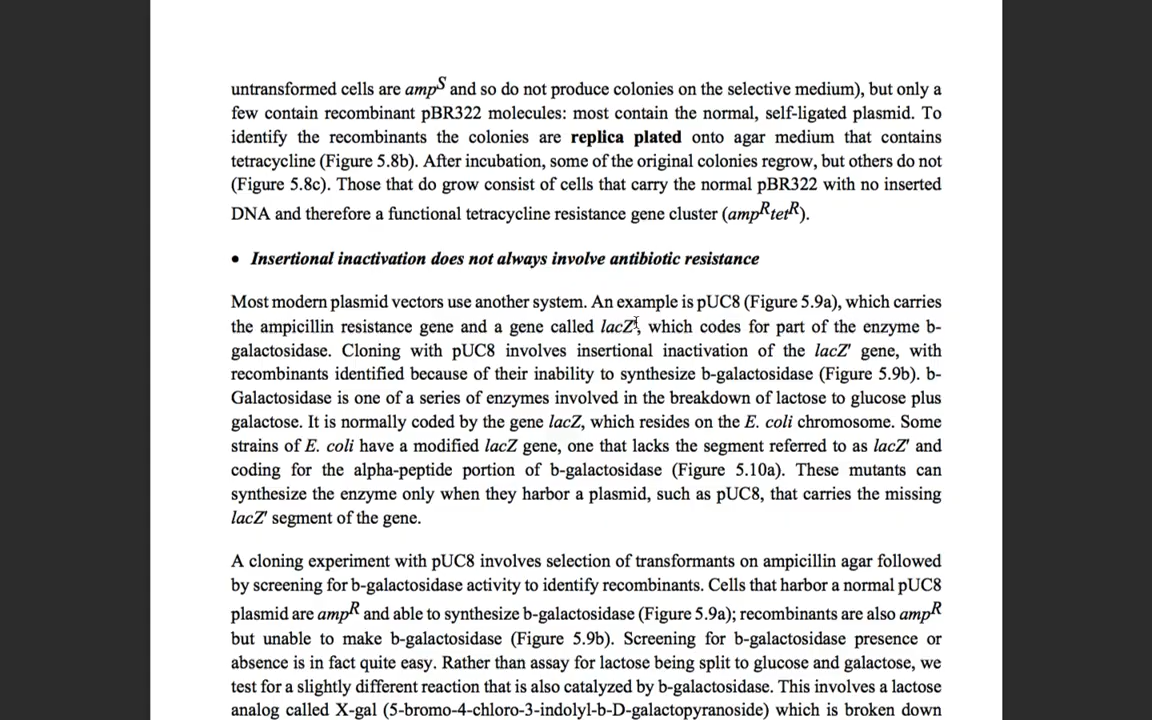 untransformed cells are ampS and so do not produce colonies on the selective medium), but only a
few contain recombinant pBR322 molecules: most contain the normal, self-ligated plasmid. To
identify the recombinants the colonies are replica plated onto agar medium that contains
tetracycline (Figure 5.8b). After incubation, some of the original colonies regrow, but others do not
(Figure 5.8c). Those that do grow consist of cells that carry the normal pBR322 with no inserted
DNA and therefore a functional tetracycline resistance gene cluster (ampRtetR).
• Insertional inactivation does not always involve antibiotic resistance
Most modern plasmid vectors use another system. An example is pUC8 (Figure 5.9a), which carries
the ampicillin resistance gene and a gene called lacZ′, which codes for part of the enzyme b-
galactosidase. Cloning with pUC8 involves insertional inactivation of the lacZ′ gene, with
recombinants identified because of their inability to synthesize b-galactosidase (Figure 5.9b). b-
Galactosidase is one of a series of enzymes involved in the breakdown of lactose to glucose plus
galactose. It is normally coded by the gene lacZ, which resides on the E. coli chromosome. Some
strains of E. coli have a modified lacZ gene, one that lacks the segment referred to as lacZ′ and
coding for the alpha-peptide portion of b-galactosidase (Figure 5.10a). These mutants can
synthesize the enzyme only when they harbor a plasmid, such as pUC8, that carries the missing
lacZ′ segment of the gene.
A cloning experiment with pUC8 involves selection of transformants on ampicillin agar followed
by screening for b-galactosidase activity to identify recombinants. Cells that harbor a normal pUC8
plasmid are ampR and able to synthesize b-galactosidase (Figure 5.9a); recombinants are also ampR
but unable to make b-galactosidase (Figure 5.9b). Screening for b-galactosidase presence or
absence is in fact quite easy. Rather than assay for lactose being split to glucose and galactose, we
test for a slightly different reaction that is also catalyzed by b-galactosidase. This involves a lactose
analog called X-gal (5-bromo-4-chloro-3-indolyl-b-D-galactopyranoside) which is broken down